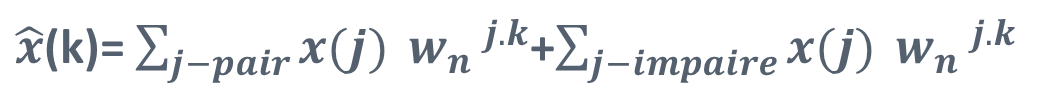 x̂(k)= ∑j−pair x(j) wn j.k+∑j−impaire x(j) wn j.k